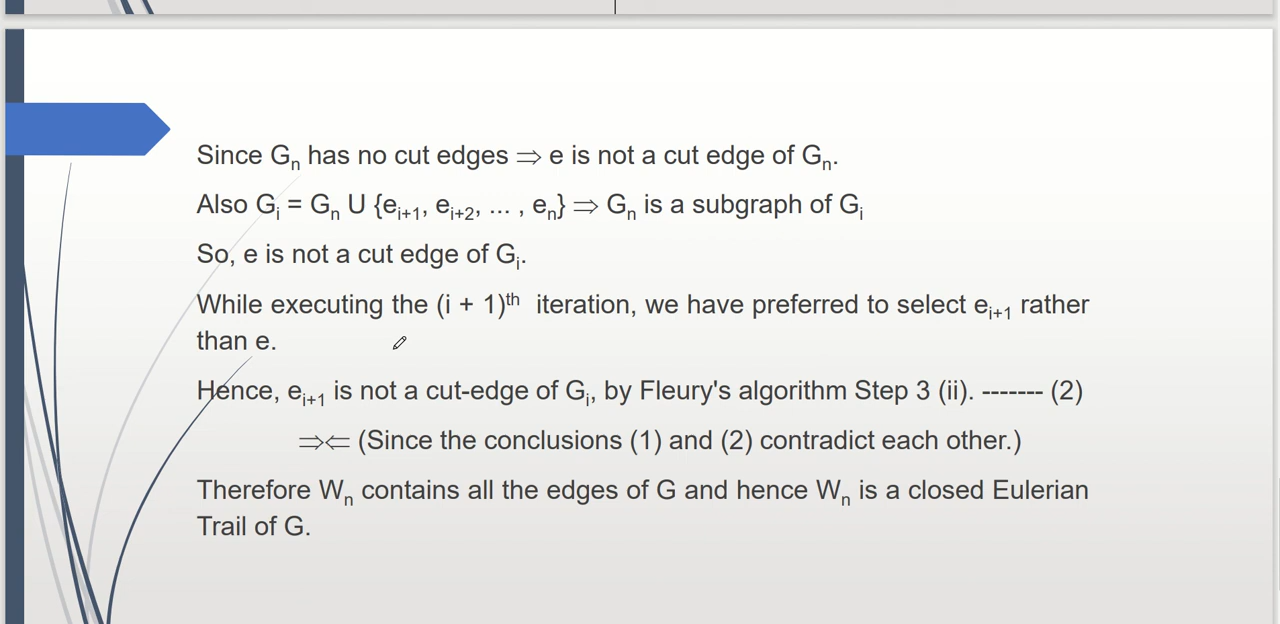 Since Gₙ has no cut edges ⇒ e is not a cut edge of Gₙ.
Also Gᵢ = Gₙ U {eᵢ₊₁, eᵢ₊₂, ... , eₙ} ⇒ Gₙ is a subgraph of Gᵢ
So, e is not a cut edge of Gᵢ.
While executing the (i + 1)ᵗʰ iteration, we have preferred to select eᵢ₊₁ rather
than e.
Hence, eᵢ₊₁ is not a cut-edge of Gᵢ, by Fleury's algorithm Step 3 (ii). ------- (2)
⇒⇐ (Since the conclusions (1) and (2) contradict each other.)
Therefore Wₙ contains all the edges of G and hence Wₙ is a closed Eulerian
Trail of G.